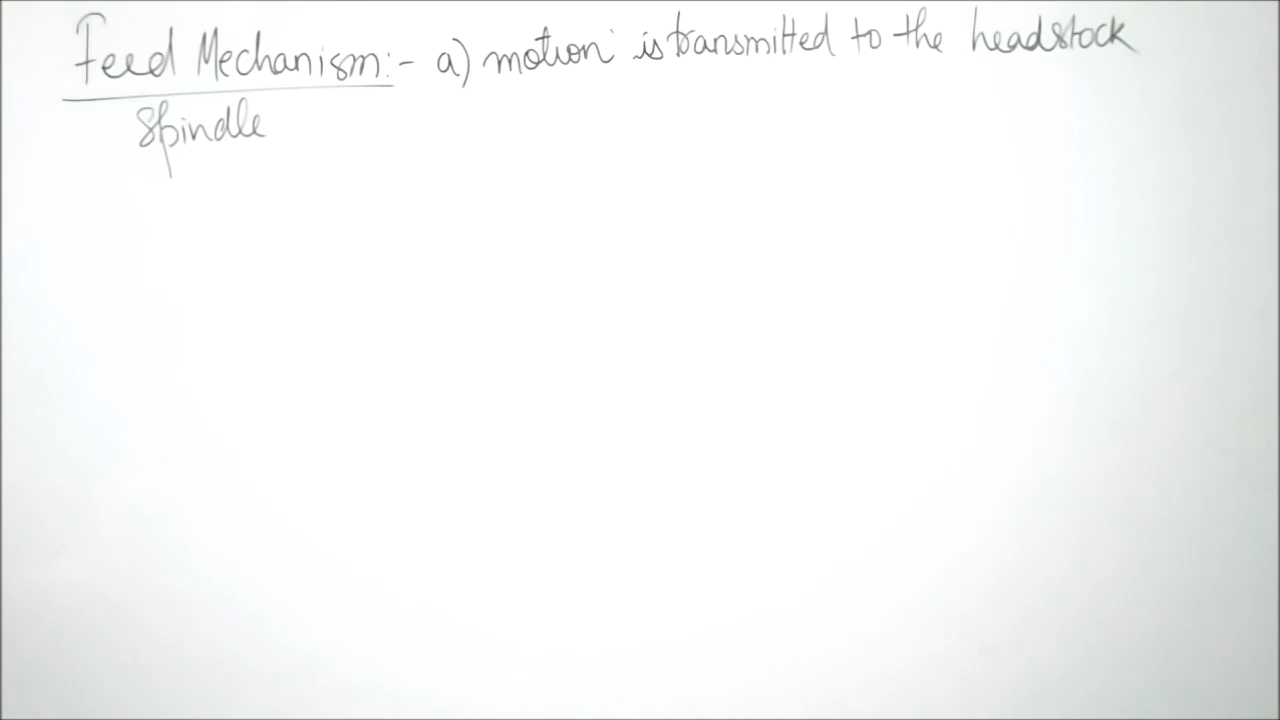 Feed Mechanism:- a) motion is transmitted to the headstock
spindle